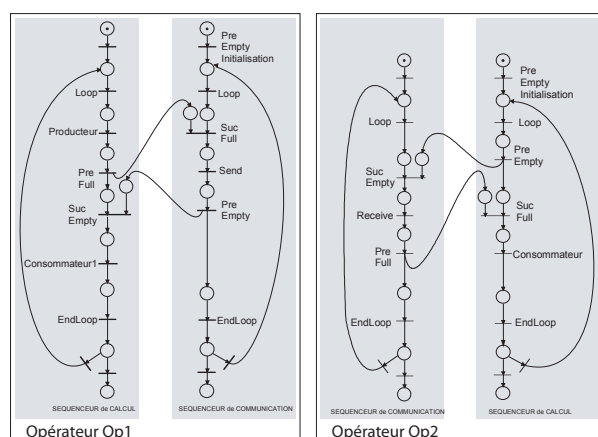 Pre
Empty
Initialisation
Loop
Loop
Producteur
Suc
Full
Pre
Full
Send
Suc
Empty
Pre
Empty
Consommateur1
EndLoop
EndLoop
SEQUENCEUR de CALCUL
SEQUENCEUR de COMMUNICATION
Opérateur Op1
Pre
Empty
Initialisation
Loop
Loop
Pre
Empty
Suc
Empty
Receive
Suc
Full
Pre
Full
Consommateur
EndLoop
EndLoop
SEQUENCEUR de COMMUNICATION
SEQUENCEUR de CALCUL
Opérateur Op2